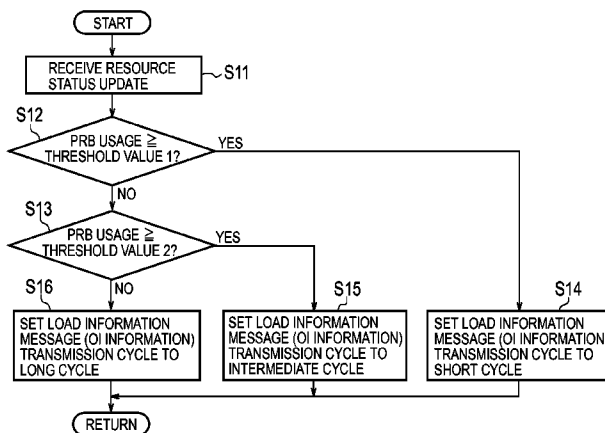 START
RECEIVE RESOURCE
STATUS UPDATE
S11
S12
PRB USAGE ≧
THRESHOLD VALUE 1?
YES
NO
S13
PRB USAGE ≧
THRESHOLD VALUE 2?
YES
NO
S16
SET LOAD INFORMATION
MESSAGE (OI INFORMATION)
TRANSMISSION CYCLE TO
LONG CYCLE
S15
SET LOAD INFORMATION
MESSAGE (OI INFORMATION)
TRANSMISSION CYCLE TO
INTERMEDIATE CYCLE
S14
SET LOAD INFORMATION
MESSAGE (OI INFORMATION)
TRANSMISSION CYCLE TO
SHORT CYCLE
RETURN